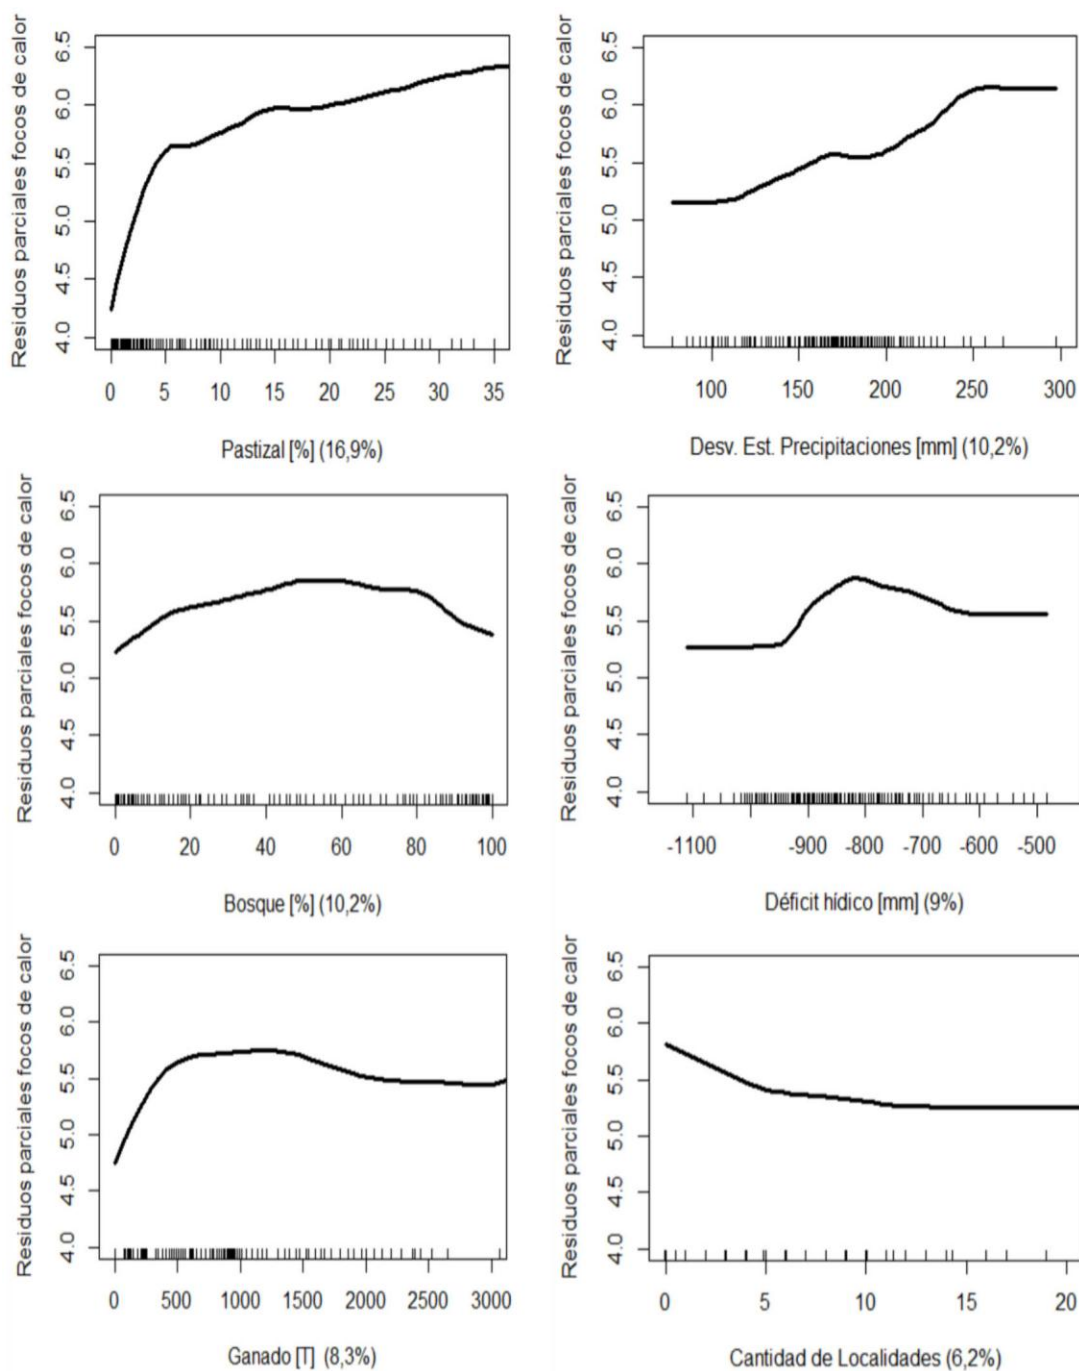 Residuos parciales focos de calor
6.5
6.0
5.5
5.0
4.5
4.0
0 5 10 15 20 25 30 35
Pastizal [%] (16,9%)
Residuos parciales focos de calor
6.5
6.0
5.5
5.0
4.5
4.0
100 150 200 250 300
Desv. Est. Precipitaciones [mm] (10,2%)
Residuos parciales focos de calor
6.5
6.0
5.5
5.0
4.5
4.0
0 20 40 60 80 100
Bosque [%] (10,2%)
Residuos parciales focos de calor
6.5
6.0
5.5
5.0
4.5
4.0
-1100 -900 -800 -700 -600 -500
Déficit hídico [mm] (9%)
Residuos parciales focos de calor
6.5
6.0
5.5
5.0
4.5
4.0
0 500 1000 1500 2000 2500 3000
Ganado [T] (8,3%)
Residuos parciales focos de calor
6.5
6.0
5.5
5.0
4.5
4.0
0 5 10 15 20
Cantidad de Localidades (6,2%)